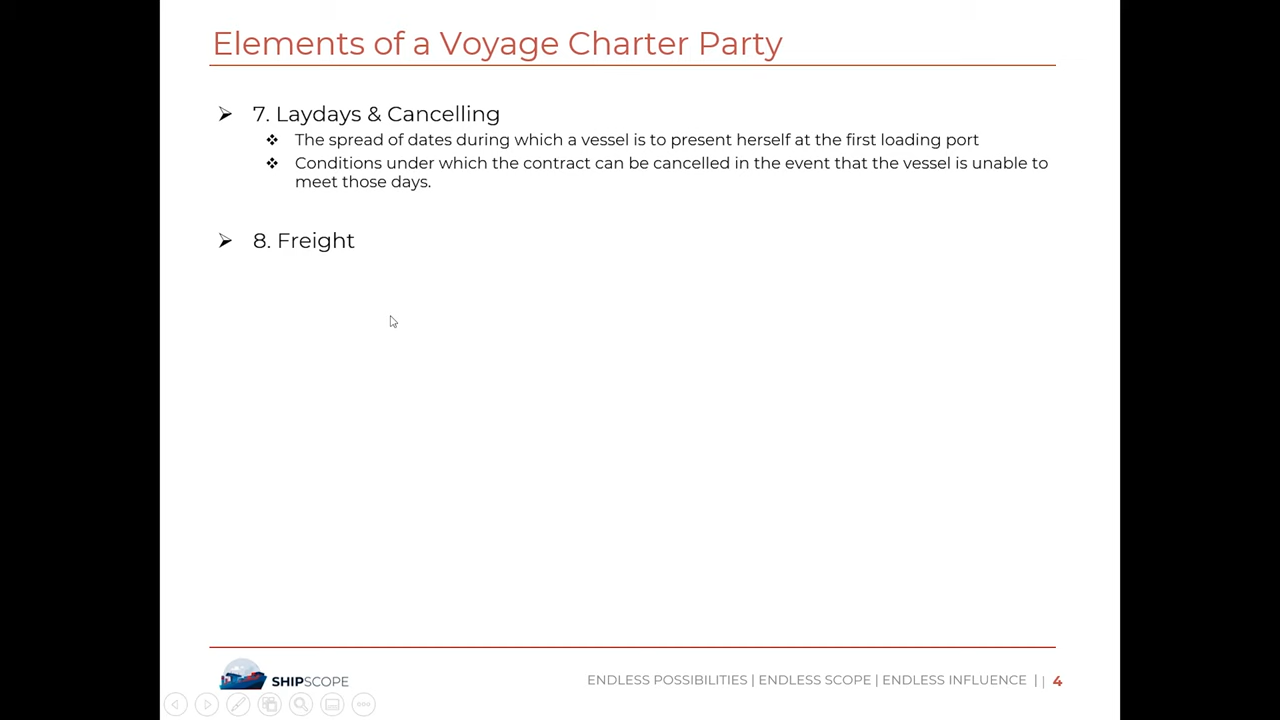 Elements of a Voyage Charter Party
7. Laydays & Cancelling
The spread of dates during which a vessel is to present herself at the first loading port
Conditions under which the contract can be cancelled in the event that the vessel is unable to
meet those days.
8. Freight
SHIPSCOPE
ENDLESS POSSIBILITIES | ENDLESS SCOPE | ENDLESS INFLUENCE | | 4